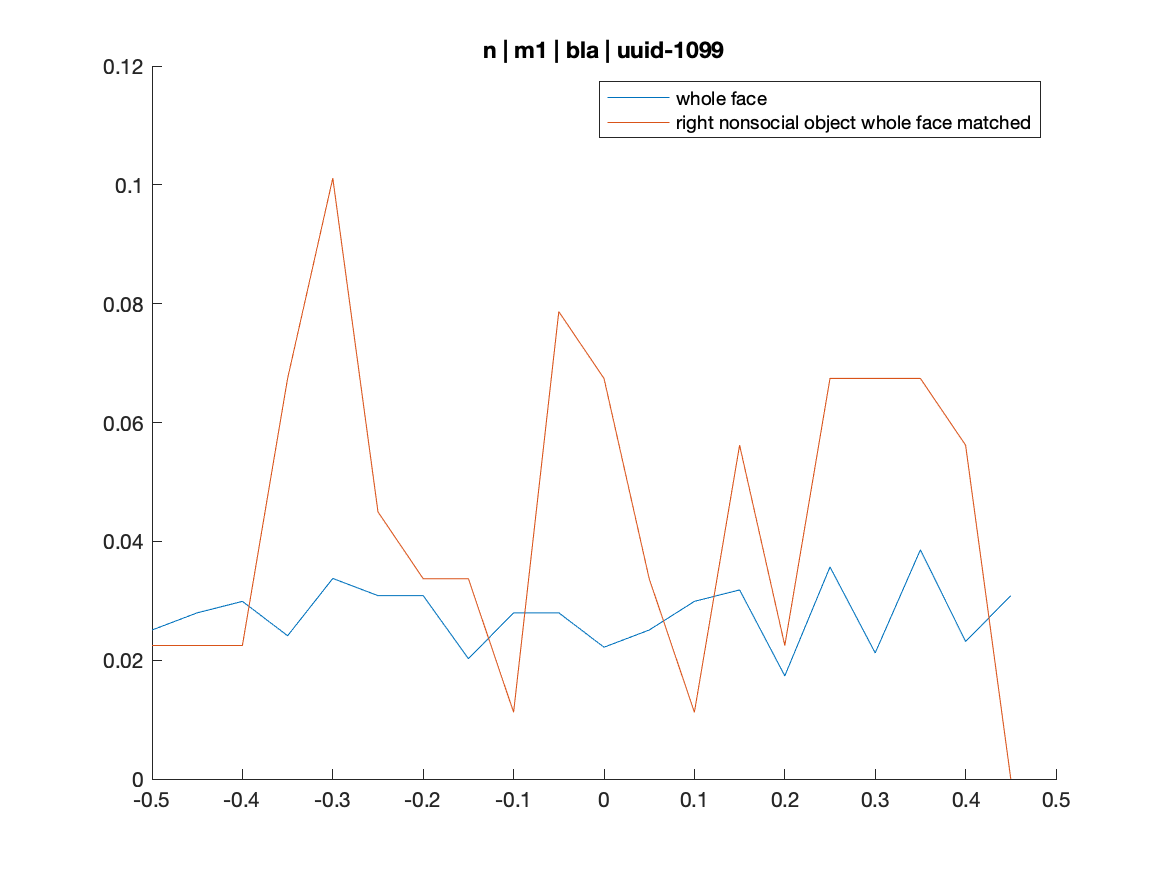 n | m1 | bla | uuid-1099
whole face
right nonsocial object whole face matched
0.12
0.1
0.08
0.06
0.04
0.02
0
-0.5 -0.4 -0.3 -0.2 -0.1 0 0.1 0.2 0.3 0.4 0.5